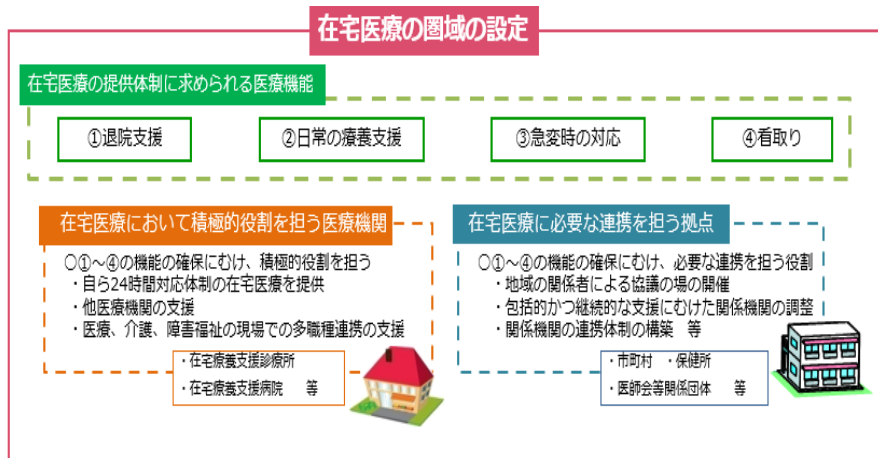 在宅医療の圏域の設定
在宅医療の提供体制に求められる医療機能
①退院支援
②日常の療養支援
③急変時の対応
④看取り
在宅医療において積極的役割を担う医療機関
○①～④の機能の確保にむけ、積極的役割を担う
・自ら24時間対応体制の在宅医療を提供
・他医療機関の支援
・医療、介護、障害福祉の現場での多職種連携の支援
・在宅療養支援診療所
・在宅療養支援病院　等
在宅医療に必要な連携を担う拠点
○①～④の機能の確保にむけ、必要な連携を担う役割
・地域の関係者による協議の場の開催
・包括的かつ継続的な支援にむけた関係機関の調整
・関係機関の連携体制の構築　等
・市町村　・保健所
・医師会等関係団体　等